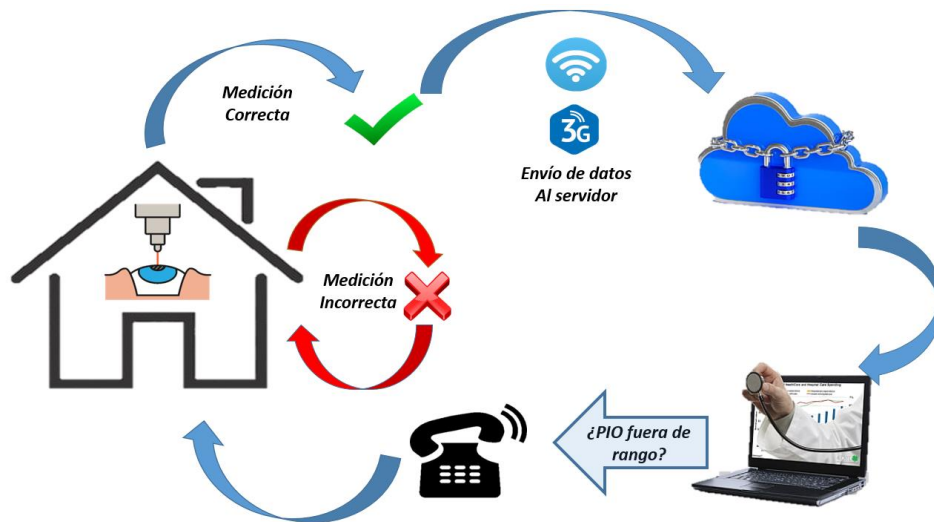 Medición
Correcta
3G
Envío de datos
Al servidor
Medición
Incorrecta
¿PIO fuera de
rango?